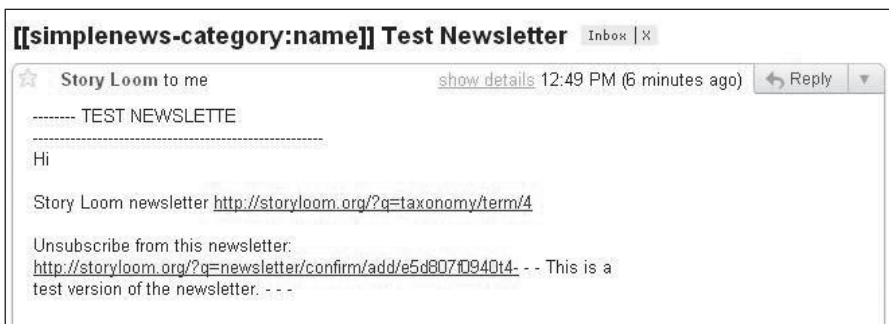 [[simplenews-category:name]] Test Newsletter Inbox | X
Story Loom to me show details 12:49 PM (6 minutes ago) Reply
-------- TEST NEWSLETTE
------------------------------------------------------
Hi
Story Loom newsletter http://storyloom.org/?q=taxonomy/term/4
Unsubscribe from this newsletter:
http://storyloom.org/?q=newsletter/confirm/add/e5d807f0940t4- - - This is a
test version of the newsletter. - - -